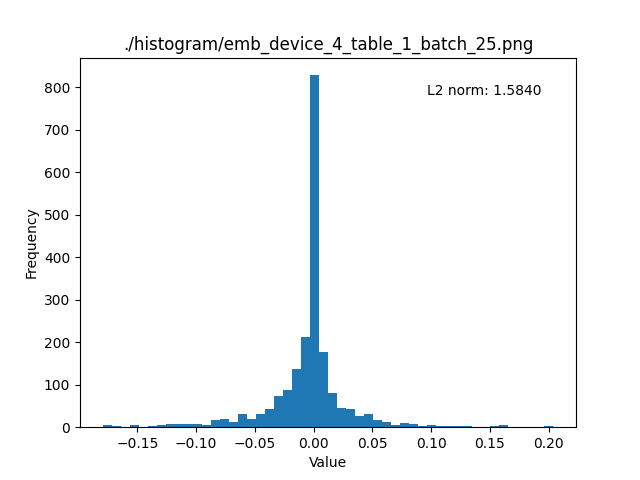 ./histogram/emb_device_4_table_1_batch_25.png
L2 norm: 1.5840
Frequency
800
700
600
500
400
300
200
100
0
−0.15 −0.10 −0.05 0.00 0.05 0.10 0.15 0.20
Value